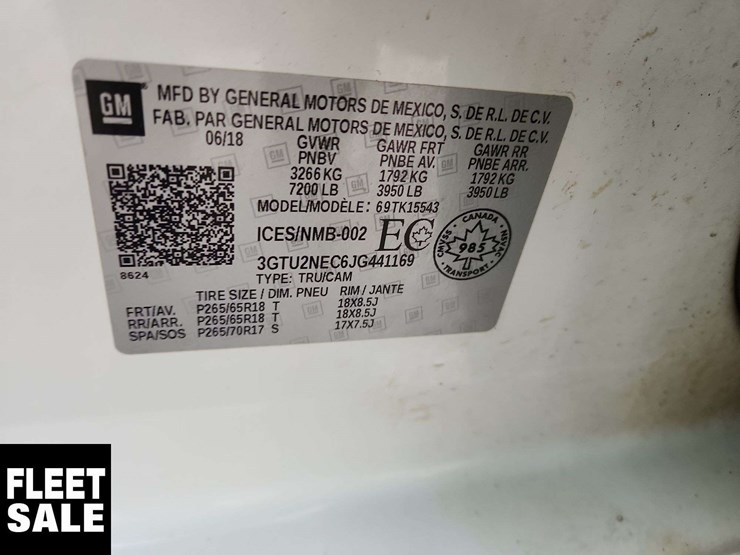 GM
MFD BY GENERAL MOTORS DE MEXICO, S. DE R.L. DE C.V.
FAB. PAR GENERAL MOTORS DE MEXICO, S. DE R.L. DE C.V.
06/18 GVWR GAWR FRT GAWR RR
PNBV PNBE AV. PNBE ARR.
3266 KG 1792 KG 1792 KG
7200 LB 3950 LB 3950 LB
MODEL/MODÈLE: 69TK15543
ICES/NMB-002 EC
CANADA
CMVSS 985 NSVAC
TRANSPORT
3GTU2NEC6JG441169
8624
TYPE: TRU/CAM
TIRE SIZE / DIM. PNEU RIM / JANTE
FRT/AV. P265/65R18 T 18X8.5J
RR/ARR. P265/65R18 T 18X8.5J
SPA/SOS P265/70R17 S 17X7.5J
FLEET
SALE